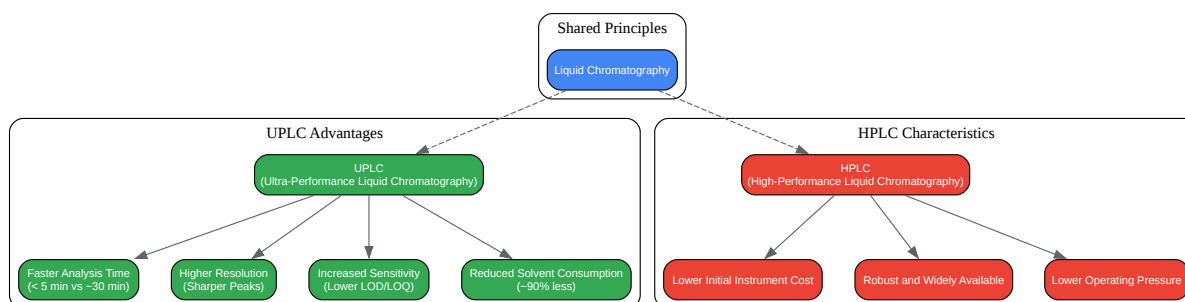 Shared Principles
Liquid Chromatography
UPLC Advantages
HPLC Characteristics
UPLC
(Ultra-Performance Liquid Chromatography)
HPLC
(High-Performance Liquid Chromatography)
Faster Analysis Time
(< 5 min vs ~30 min)
Higher Resolution
(Sharper Peaks)
Increased Sensitivity
(Lower LOD/LOQ)
Reduced Solvent Consumption
(~90% less)
Lower Initial Instrument Cost
Robust and Widely Available
Lower Operating Pressure